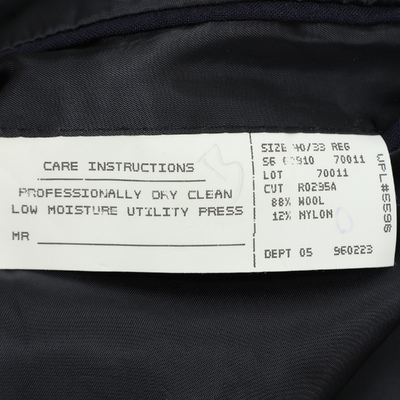 CARE INSTRUCTIONS
PROFESSIONALLY DRY CLEAN
LOW MOISTURE UTILITY PRESS
MR
SIZE 40/33 REG
70011
LOT 70011
CUT R0295A
88% WOOL
12% NYLON
DEPT 05 960223
WPL#5598